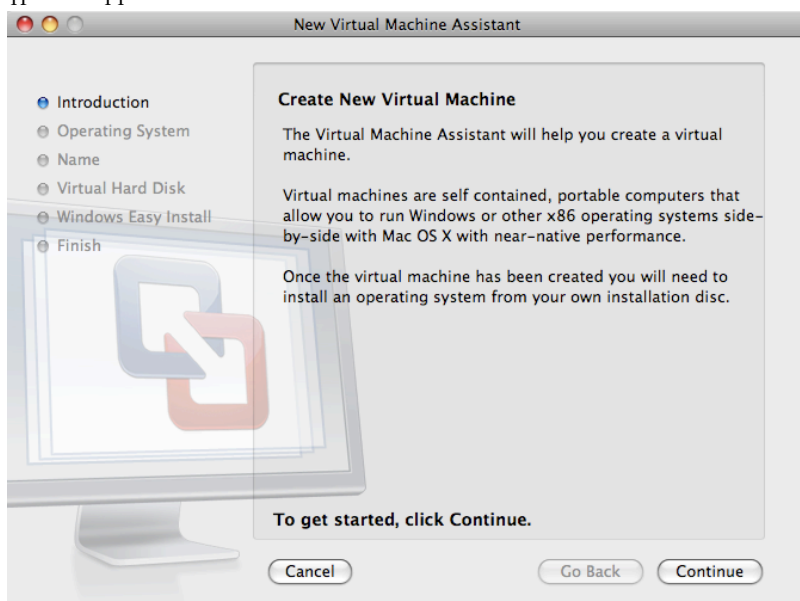 New Virtual Machine Assistant
Introduction
Operating System
Name
Virtual Hard Disk
Windows Easy Install
Finish
Create New Virtual Machine
The Virtual Machine Assistant will help you create a virtual
machine.
Virtual machines are self contained, portable computers that
allow you to run Windows or other x86 operating systems side-
by-side with Mac OS X with near-native performance.
Once the virtual machine has been created you will need to
install an operating system from your own installation disc.
To get started, click Continue.
Cancel
Go Back
Continue